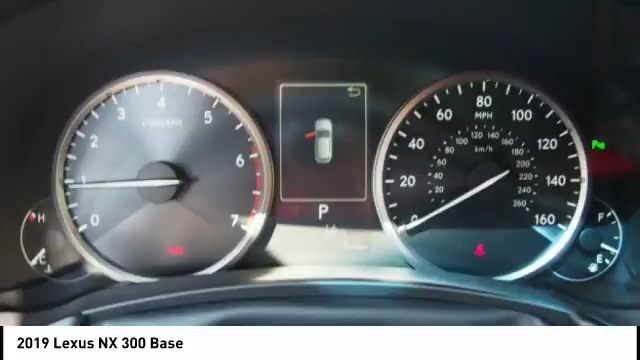 4
3 5
2 6
1
0 7
H
C
P
80
60 100
MPH
40 120
100 120 140 160
80 km/h 180
60 200
20 40 220 140
20 240
260
0 160
F
E
2019 Lexus NX 300 Base